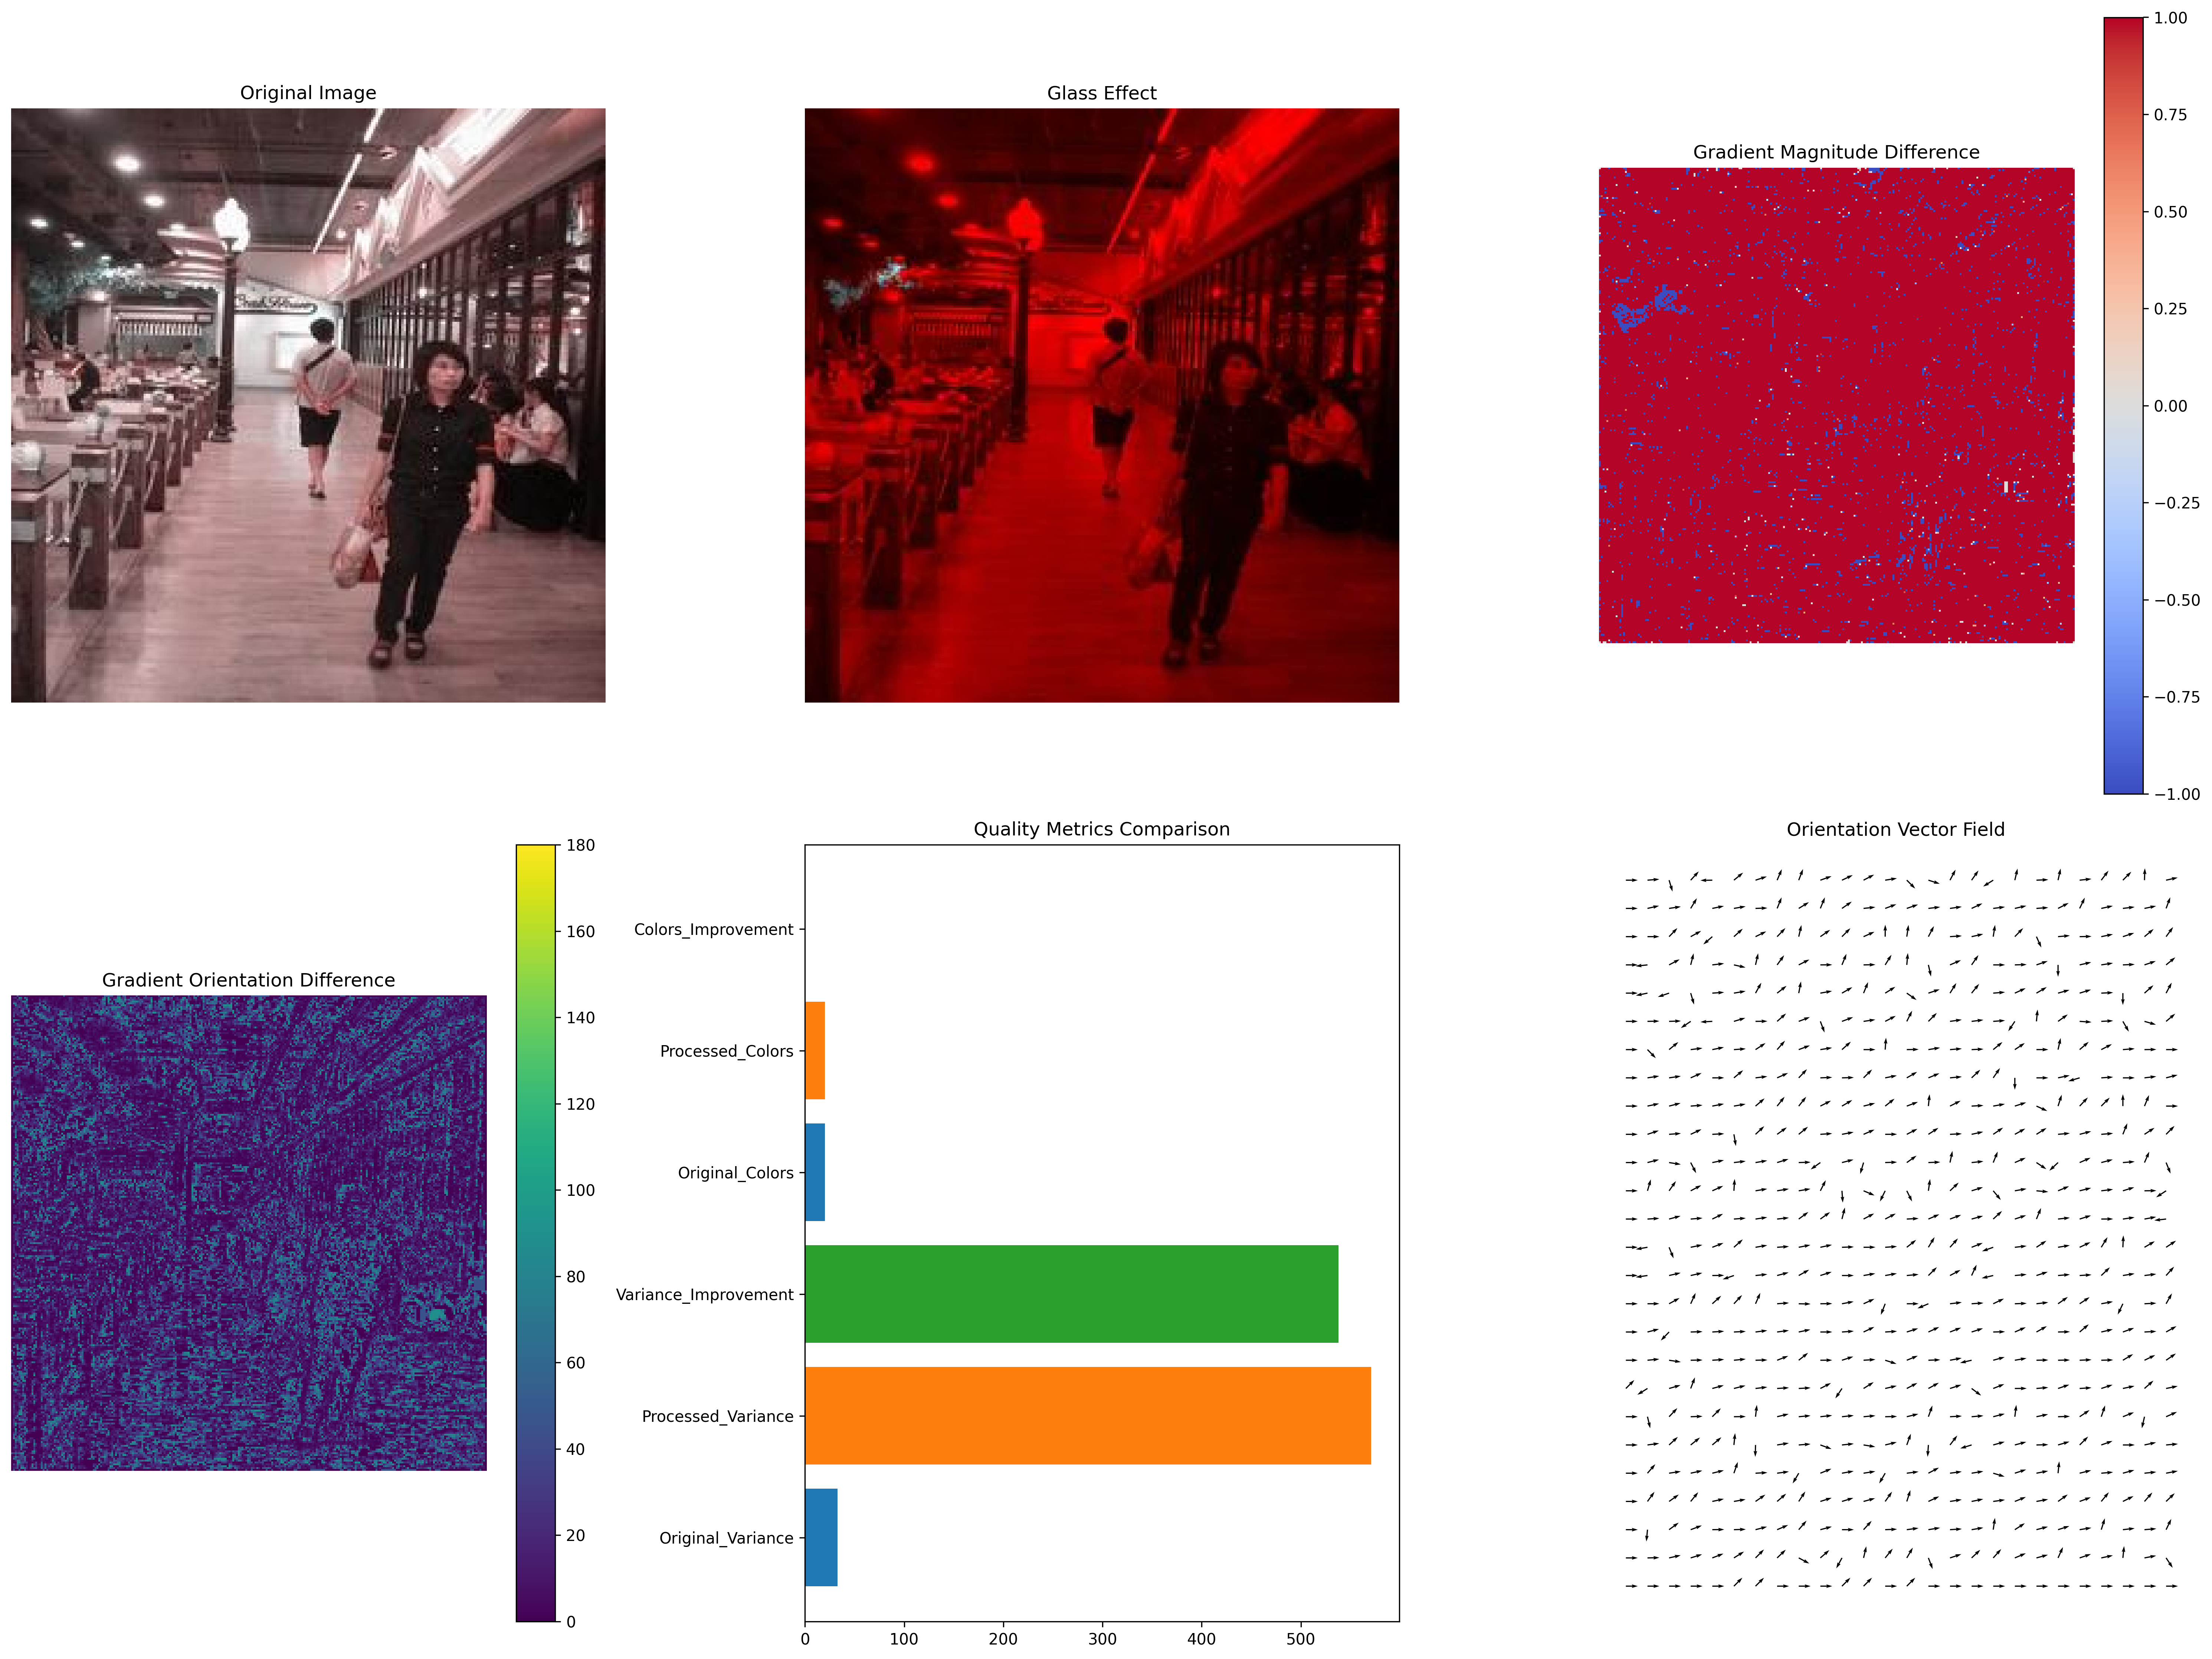 Original Image
Glass Effect
Gradient Magnitude Difference
1.00
0.75
0.50
0.25
0.00
−0.25
−0.50
−0.75
−1.00
Gradient Orientation Difference
180
160
140
120
100
80
60
40
20
0
Quality Metrics Comparison
Colors_Improvement
Processed_Colors
Original_Colors
Variance_Improvement
Processed_Variance
Original_Variance
0 100 200 300 400 500
Orientation Vector Field